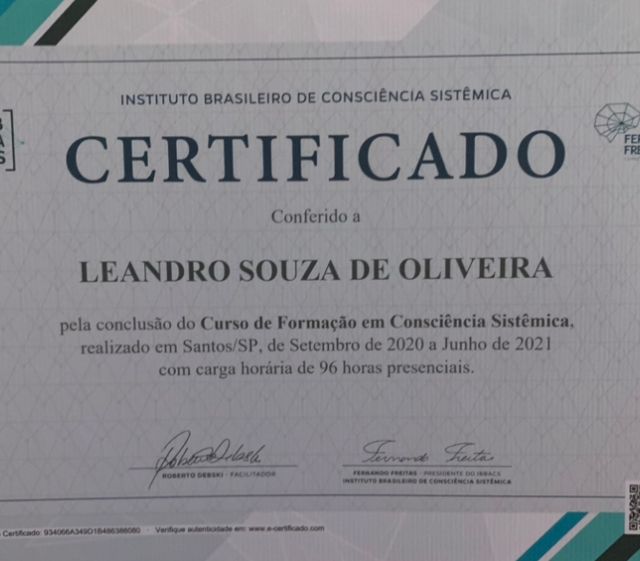 INSTITUTO BRASILEIRO DE CONSCIÊNCIA SISTÊMICA
CERTIFICADO
Conferido a
LEANDRO SOUZA DE OLIVEIRA
pela conclusão do Curso de Formação em Consciência Sistêmica,
realizado em Santos/SP, de Setembro de 2020 a Junho de 2021
com carga horária de 96 horas presenciais.
ROBERTO DEBSKI - FACILITADOR
FERNANDO FREITAS - PRESIDENTE DO IBRACS
INSTITUTO BRASILEIRO DE CONSCIÊNCIA SISTÊMICA
Certificado: - Verifique autenticidade em: www.e-certificado.com